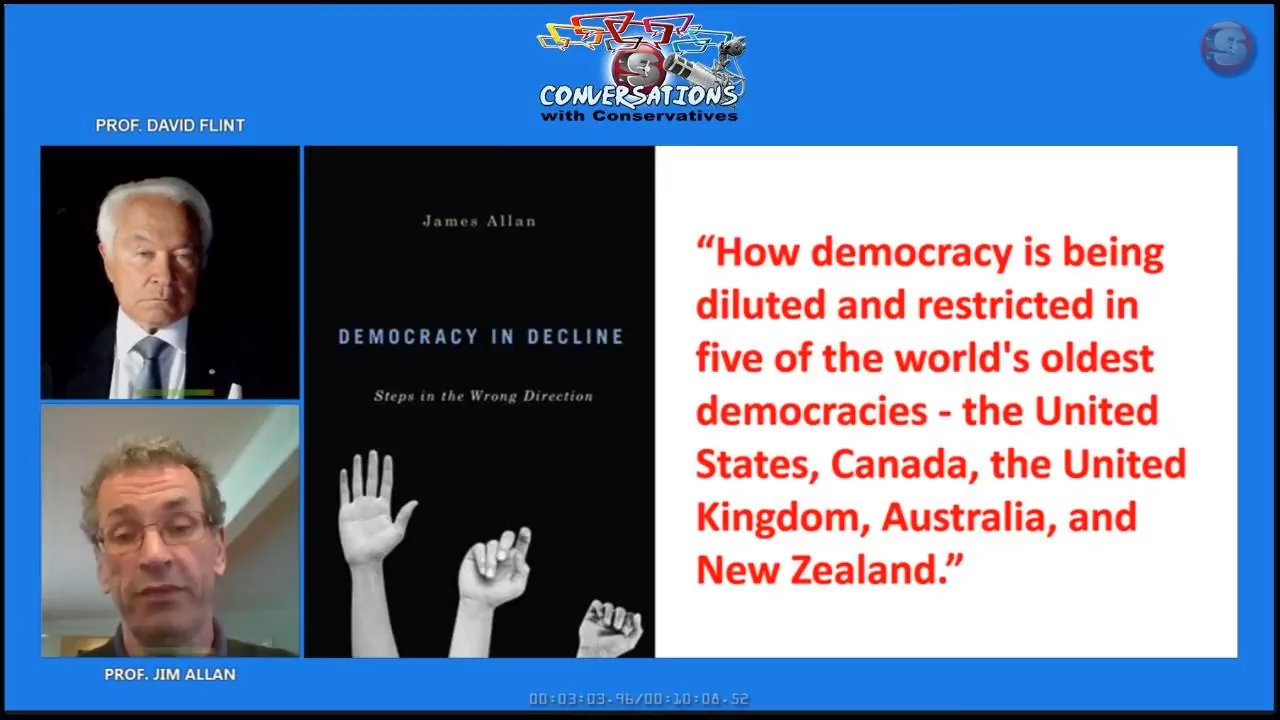 S
S
CONVERSATIONS
with Conservatives
PROF. DAVID FLINT
James Allan
DEMOCRACY IN DECLINE
Steps in the Wrong Direction
“How democracy is being
diluted and restricted in
five of the world's oldest
democracies - the United
States, Canada, the United
Kingdom, Australia, and
New Zealand.”
PROF. JIM ALLAN
00:03:03.96/00:10:08.52